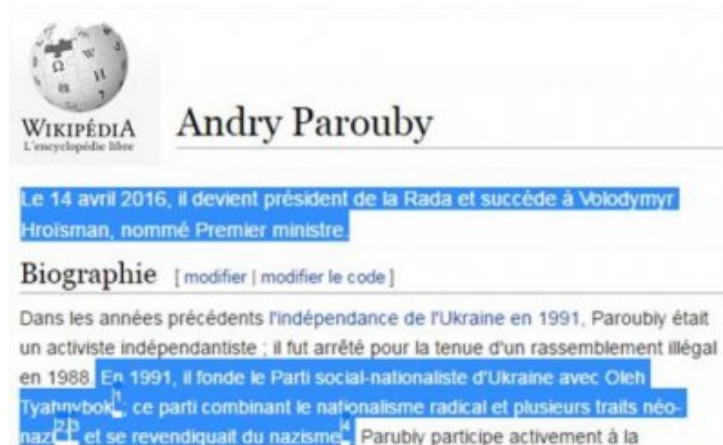 WIKIPÉDIA
L'encyclopédie libre
Andry Parouby
Le 14 avril 2016, il devient président de la Rada et succède à Volodymyr
Hroïsman, nommé Premier ministre.
Biographie [ modifier | modifier le code ]
Dans les années précédents l'indépendance de l'Ukraine en 1991, Paroubiy était
un activiste indépendantiste ; il fut arrêté pour la tenue d'un rassemblement illégal
en 1988. En 1991, il fonde le Parti social-nationaliste d'Ukraine avec Oleh
Tyahnybok1, ce parti combinant le nationalisme radical et plusieurs traits néo-
nazi2,3 et se revendiquait du nazisme4. Parubiy participe activement à la